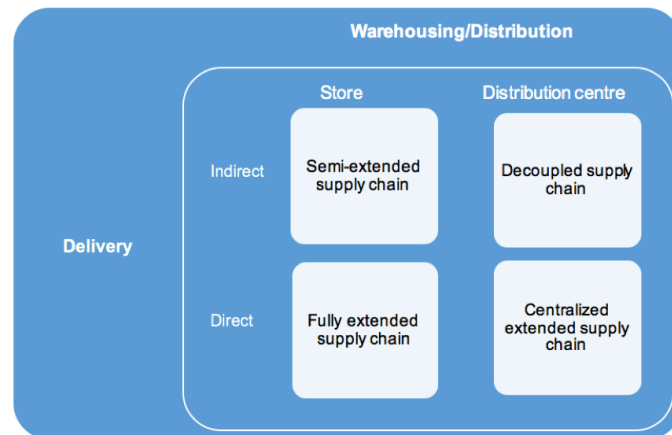 Warehousing/Distribution
Store
Distribution centre
Indirect
Semi-extended
supply chain
Decoupled supply
chain
Delivery
Direct
Fully extended
supply chain
Centralized
extended supply
chain